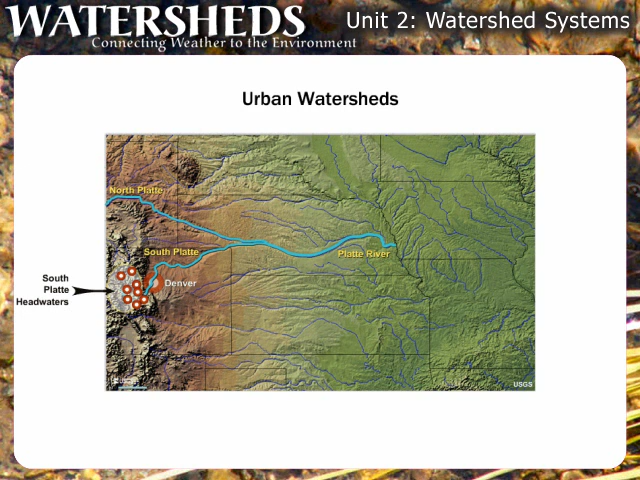 WATERSHEDS
Connecting Weather to the Environment
Unit 2: Watershed Systems
Urban Watersheds
North Platte
South Platte
Platte River
Denver
South
Platte
Headwaters
USGS